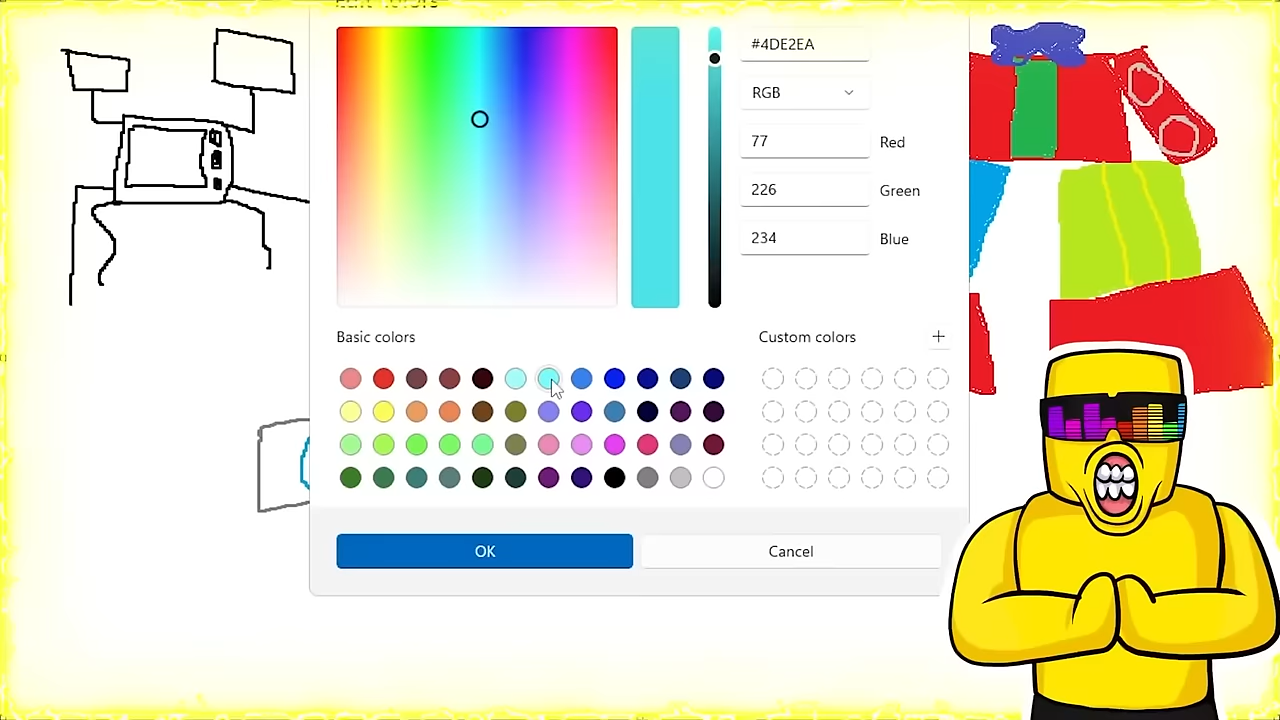 #4DE2EA
RGB
77 Red
226 Green
234 Blue
Basic colors
Custom colors
OK
Cancel